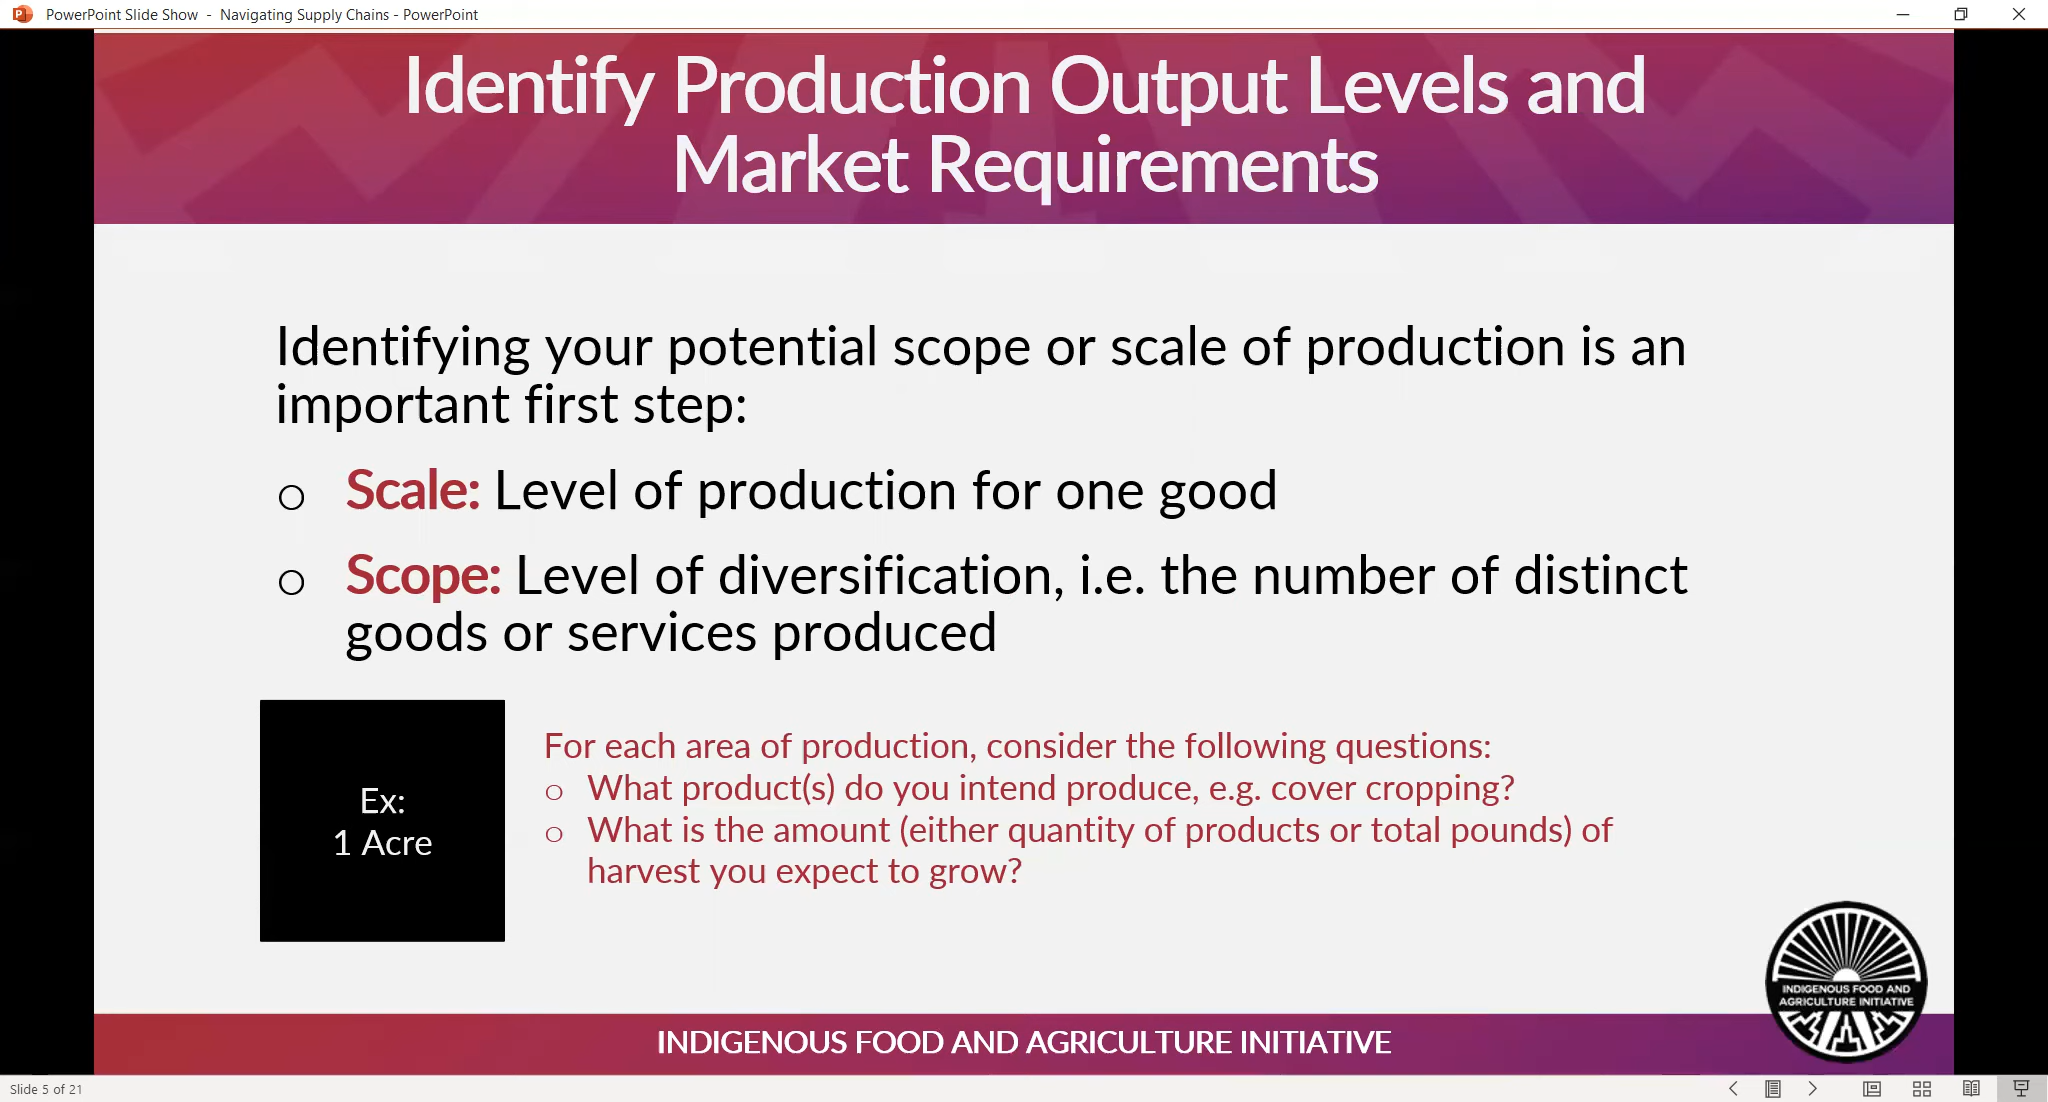 PowerPoint Slide Show - Navigating Supply Chains - PowerPoint
Identify Production Output Levels and
Market Requirements
Identifying your potential scope or scale of production is an
important first step:
o Scale: Level of production for one good
o Scope: Level of diversification, i.e. the number of distinct
goods or services produced
Ex:
1 Acre
For each area of production, consider the following questions:
o What product(s) do you intend produce, e.g. cover cropping?
o What is the amount (either quantity of products or total pounds) of
harvest you expect to grow?
INDIGENOUS FOOD AND
AGRICULTURE INITIATIVE
INDIGENOUS FOOD AND AGRICULTURE INITIATIVE
Slide 5 of 21